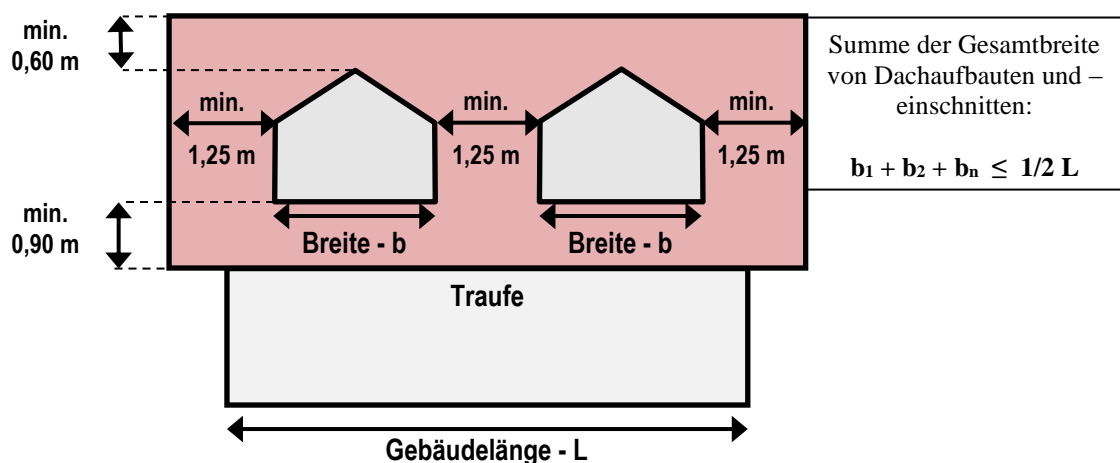 min.
0,60 m
min.
1,25 m
min.
1,25 m
min.
1,25 m
min.
0,90 m
Breite - b
Breite - b
Traufe
Gebäudelänge - L
Summe der Gesamtbreite
von Dachaufbauten und –
einschnitten:
b₁ + b₂ + bₙ ≤ 1/2 L